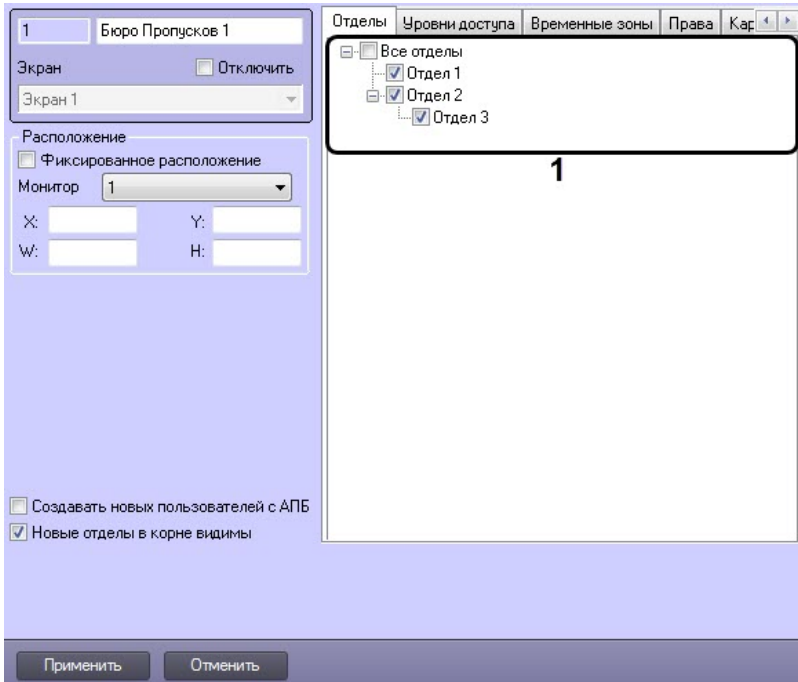 1 Бюро Пропусков 1
Экран Отключить
Экран 1
Расположение
Фиксированное расположение
Монитор 1
X: Y:
W: H:
Создавать новых пользователей с АПБ
Новые отделы в корне видимы
Отделы Уровни доступа Временные зоны Права Кар
Все отделы
Отдел 1
Отдел 2
Отдел 3
1
Применить Отменить